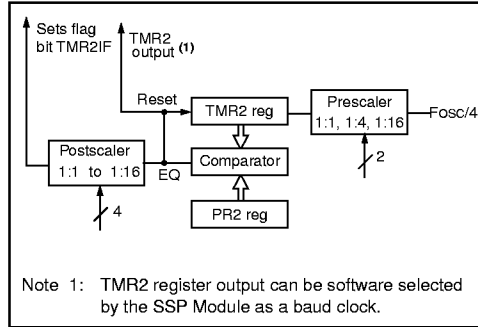 Sets flag
bit TMR2IF
TMR2
output (1)
Reset
TMR2 reg
Prescaler
1:1, 1:4, 1:16
Fosc/4
Postscaler
1:1 to 1:16
EQ
Comparator
2
4
PR2 reg
Note 1: TMR2 register output can be software selected
by the SSP Module as a baud clock.